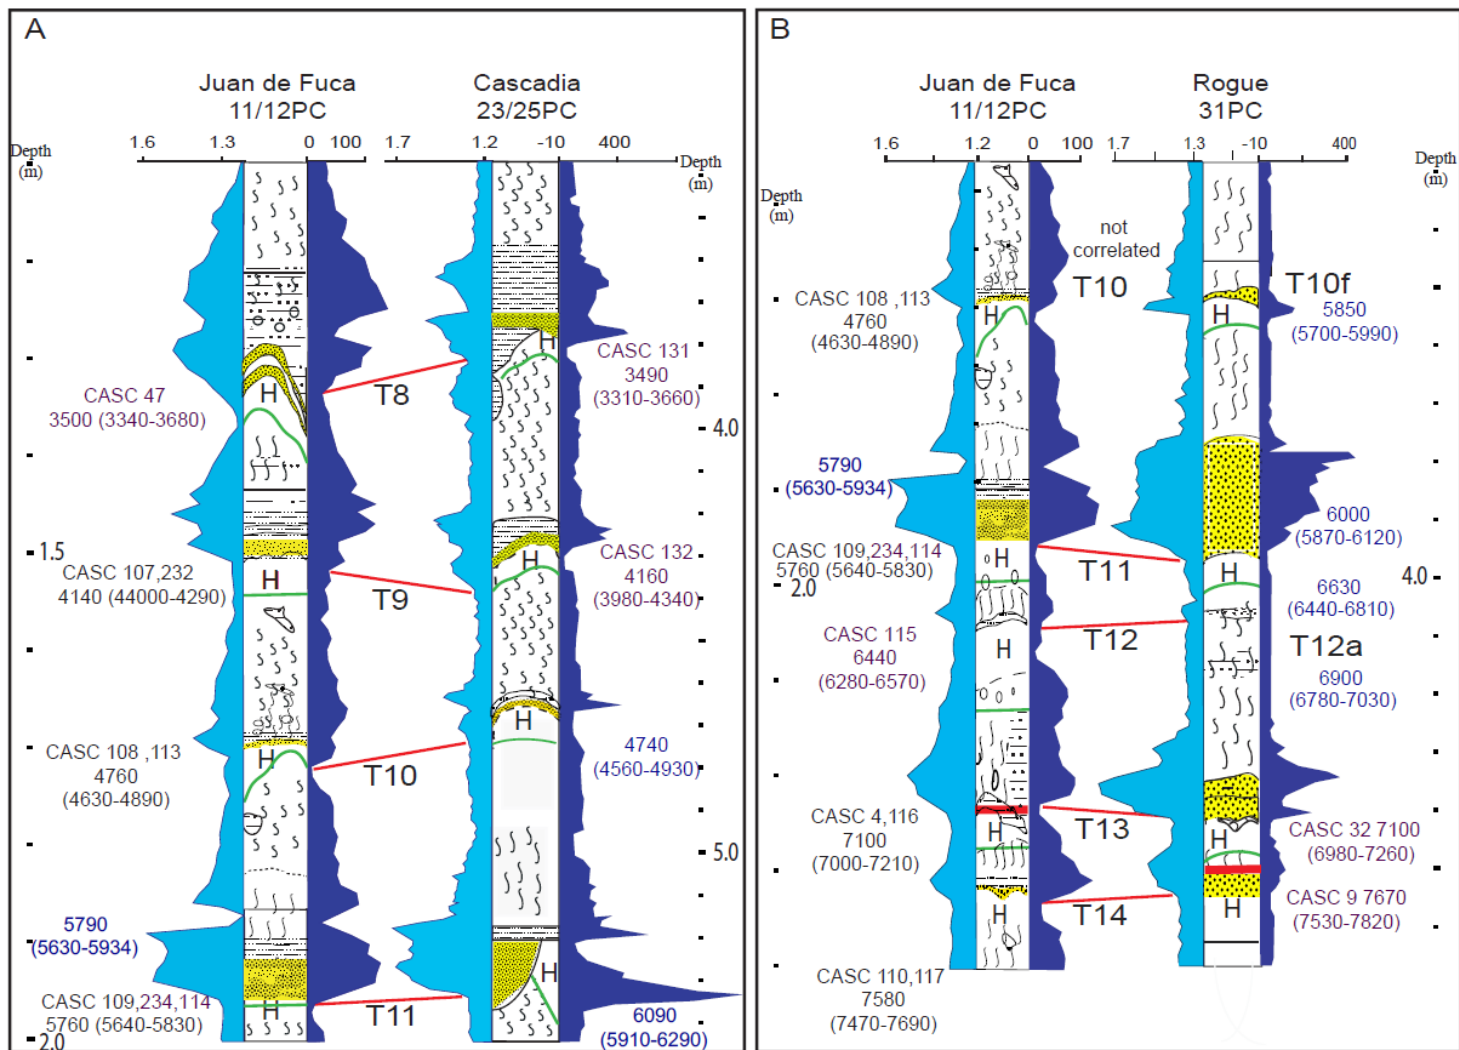 A
Juan de Fuca
11/12PC
Cascadia
23/25PC
1.6 1.3 0 100 1.7 1.2 -10 400
Depth
(m)
Depth
(m)
H
H
CASC 131
3490
(3310-3660)
T8
CASC 47
3500 (3340-3680)
H
4.0
1.5
H
CASC 132
4160
(3980-4340)
CASC 107,232
4140 (44000-4290)
H
T9
H
CASC 108 ,113
4760
(4630-4890)
H
T10
4740
(4560-4930)
5.0
5790
(5630-5934)
H
CASC 109,234,114
5760 (5640-5830)
H
T11
6090
(5910-6290)
2.0
B
Juan de Fuca
11/12PC
Rogue
31PC
1.6 1.2 0 100 1.7 1.3 -10 400
Depth
(m)
Depth
(m)
not
correlated
T10
T10f
CASC 108 ,113
4760
(4630-4890)
H
H
5850
(5700-5990)
5790
(5630-5934)
6000
(5870-6120)
CASC 109,234,114
5760 (5640-5830)
H
T11
H
4.0
2.0
6630
(6440-6810)
CASC 115
6440
(6280-6570)
H
T12
T12a
6900
(6780-7030)
CASC 4,116
7100
(7000-7210)
H
T13
H
CASC 32 7100
(6980-7260)
H
T14
H
CASC 9 7670
(7530-7820)
CASC 110,117
7580
(7470-7690)